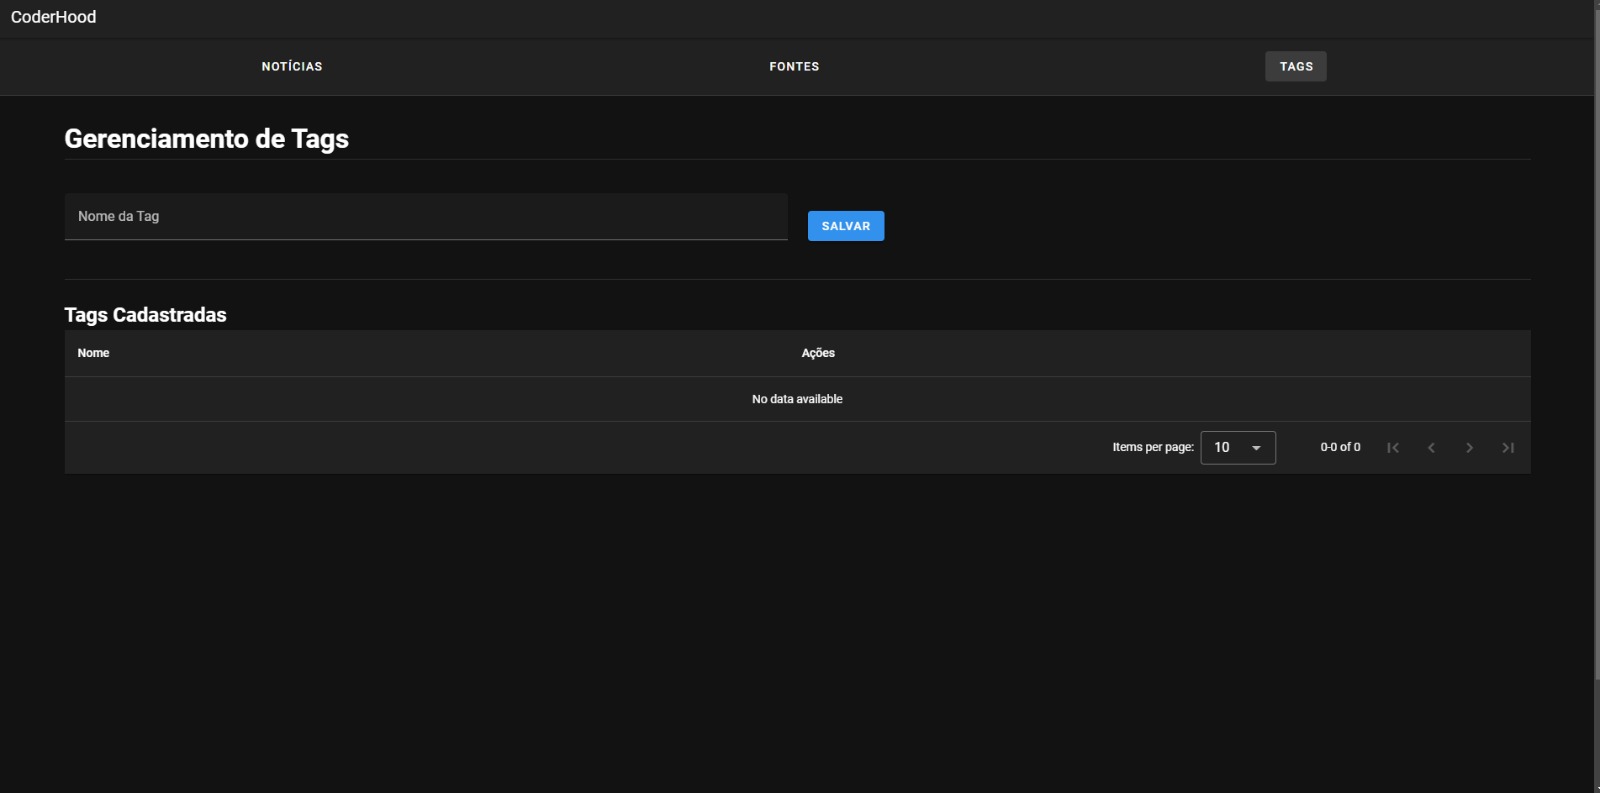 CoderHood
NOTÍCIAS FONTES TAGS
Gerenciamento de Tags
Nome da Tag
SALVAR
Tags Cadastradas
Nome Ações
No data available
Items per page: 10 0-0 of 0